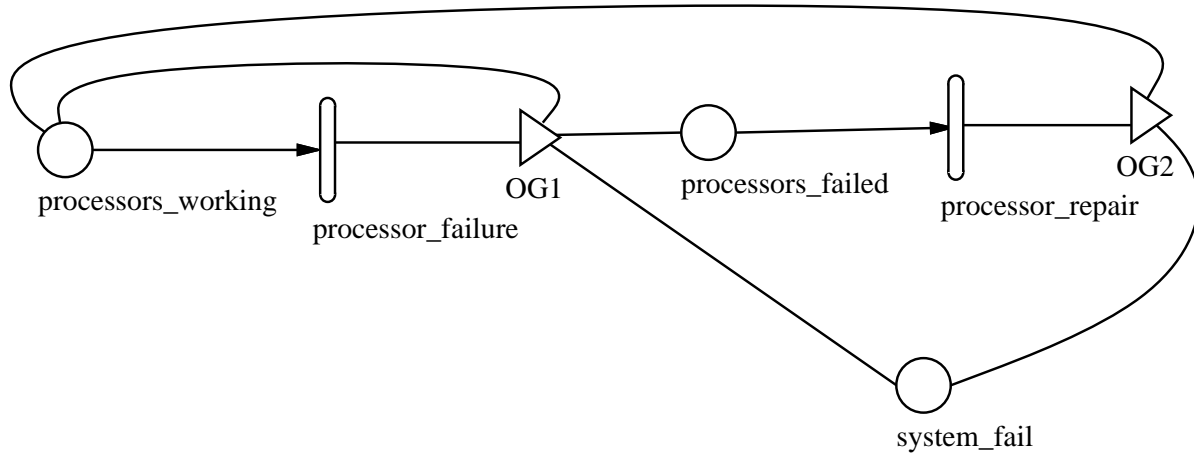 processors_working
processor_failure
OG1
processors_failed
processor_repair
OG2
system_fail